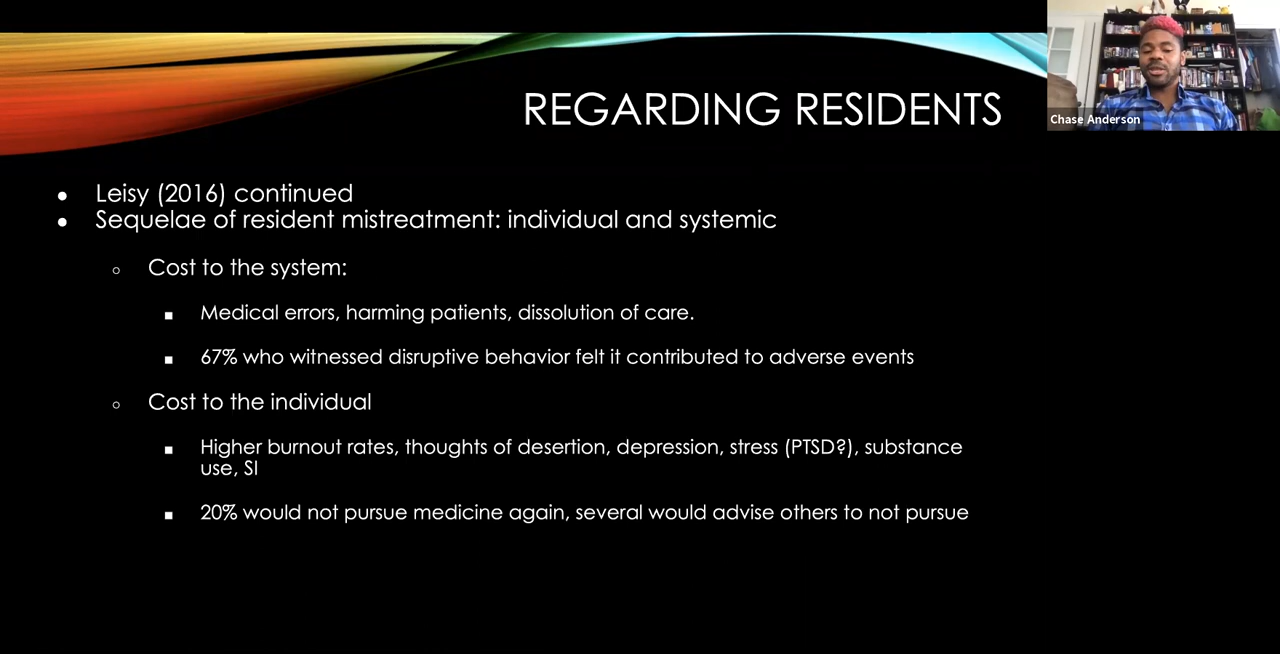 Chase Anderson
REGARDING RESIDENTS
● Leisy (2016) continued
● Sequelae of resident mistreatment: individual and systemic
○ Cost to the system:
■ Medical errors, harming patients, dissolution of care.
■ 67% who witnessed disruptive behavior felt it contributed to adverse events
○ Cost to the individual
■ Higher burnout rates, thoughts of desertion, depression, stress (PTSD?), substance
use, SI
■ 20% would not pursue medicine again, several would advise others to not pursue